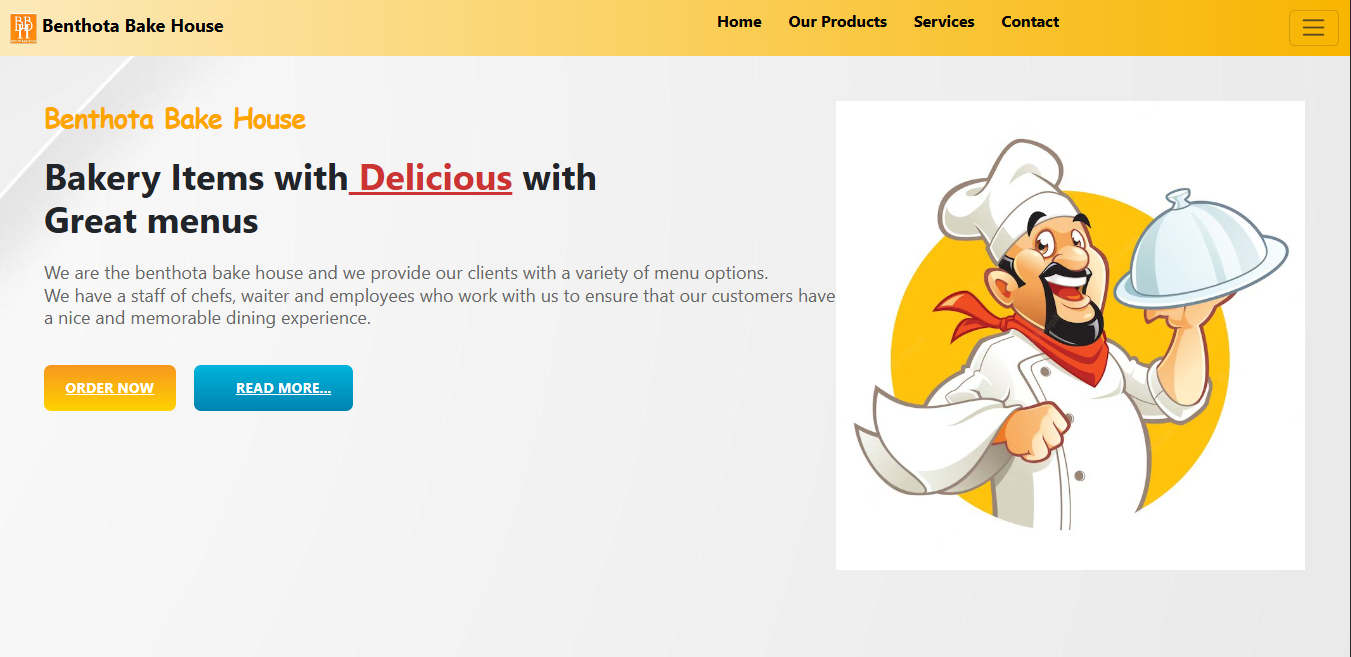 Benthota Bake House
Home
Our Products
Services
Contact
Benthota Bake House
Bakery Items with Delicious with
Great menus
We are the benthota bake house and we provide our clients with a variety of menu options.
We have a staff of chefs, waiter and employees who work with us to ensure that our customers have
a nice and memorable dining experience.
ORDER NOW
READ MORE...